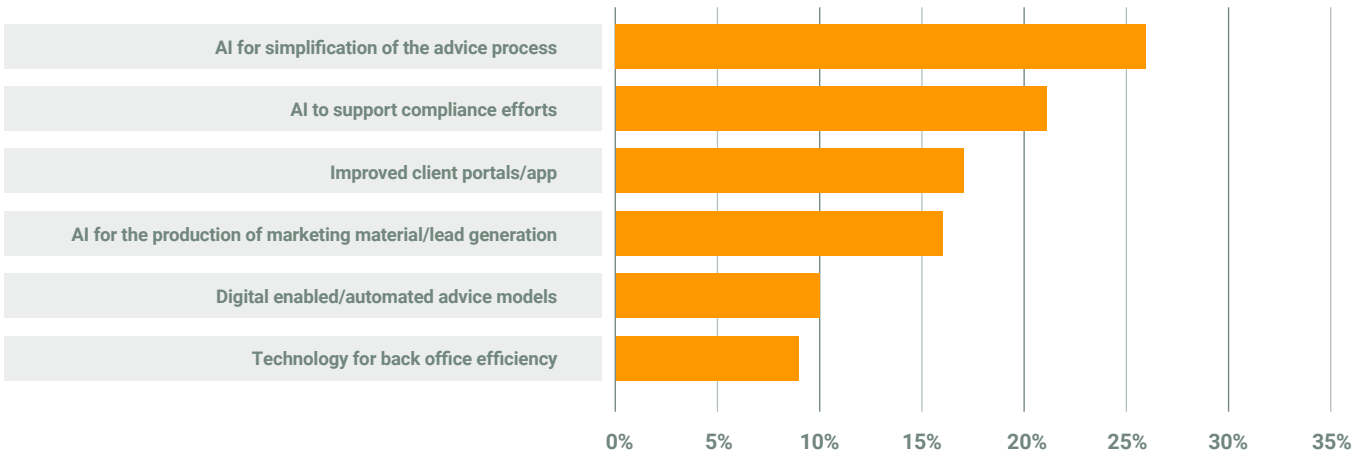 AI for simplification of the advice process
AI to support compliance efforts
Improved client portals/app
AI for the production of marketing material/lead generation
Digital enabled/automated advice models
Technology for back office efficiency
0% 5% 10% 15% 20% 25% 30% 35%